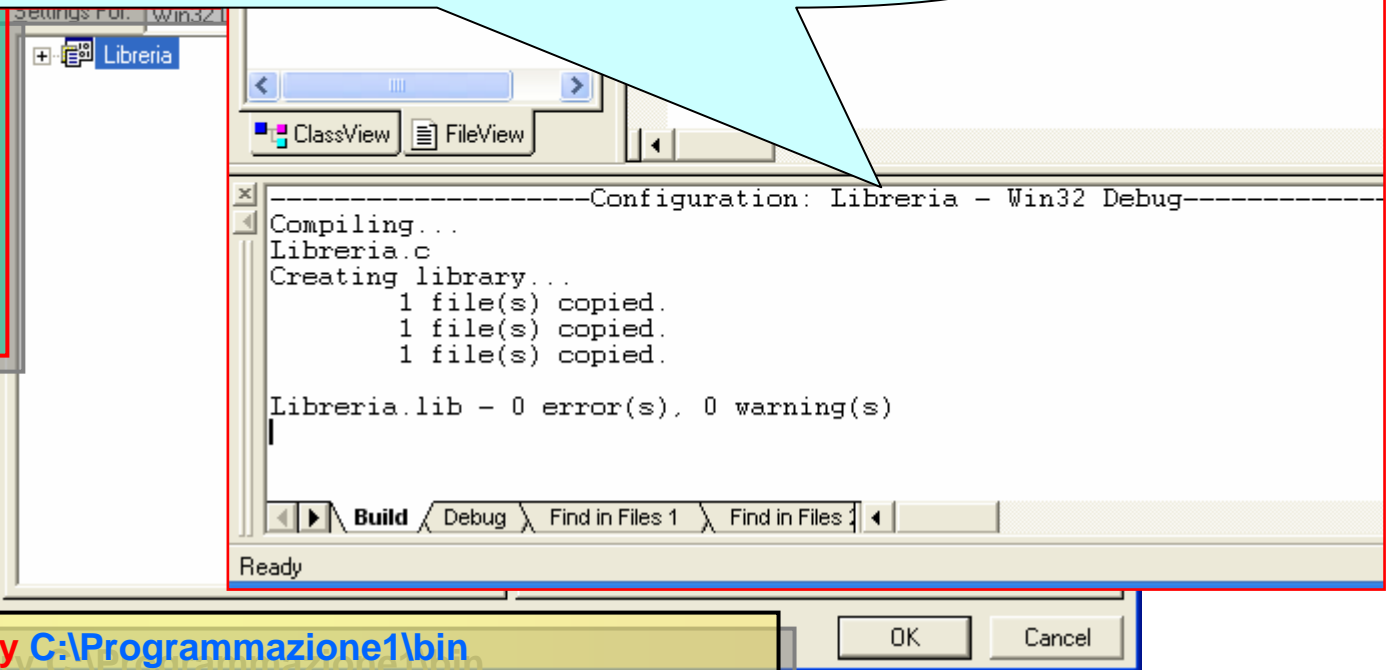 Settings For: Win32
Libreria
ClassView FileView
--------------------Configuration: Libreria - Win32 Debug-------------
Compiling...
Libreria.c
Creating library...
1 file(s) copied.
1 file(s) copied.
1 file(s) copied.
Libreria.lib - 0 error(s), 0 warning(s)
Build Debug Find in Files 1 Find in Files 2
Ready
OK Cancel
y C:\Programmazione1\bin